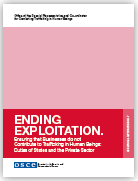 Office of the Special Representative and Co-ordinator
for Combating Trafficking in Human Beings
ENDING
EXPLOITATION.
Ensuring that Businesses do not
Contribute to Trafficking in Human Beings:
Duties of States and the Private Sector
OSCE